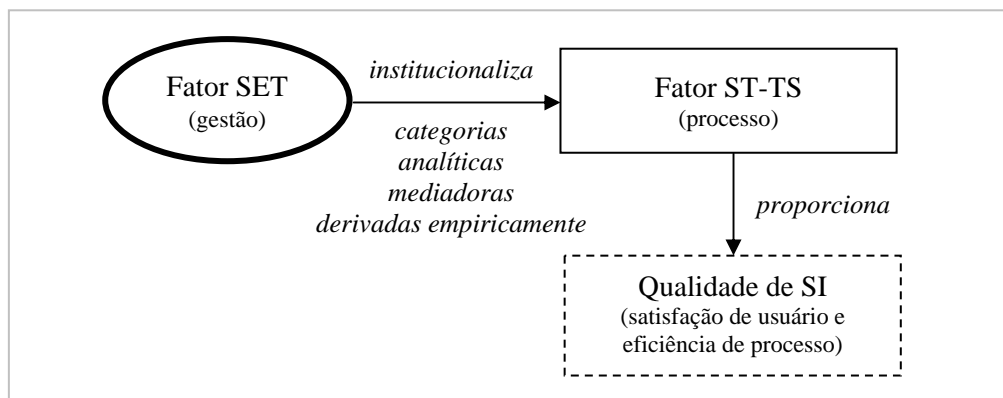 Fator SET
(gestão)
institucionaliza
categorias
analíticas
mediadoras
derivadas empiricamente
Fator ST-TS
(processo)
proporciona
Qualidade de SI
(satisfação de usuário e
eficiência de processo)